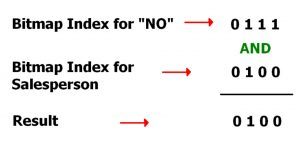 Bitmap Index for "NO" 0 1 1 1
AND
Bitmap Index for
Salesperson 0 1 0 0
Result 0 1 0 0